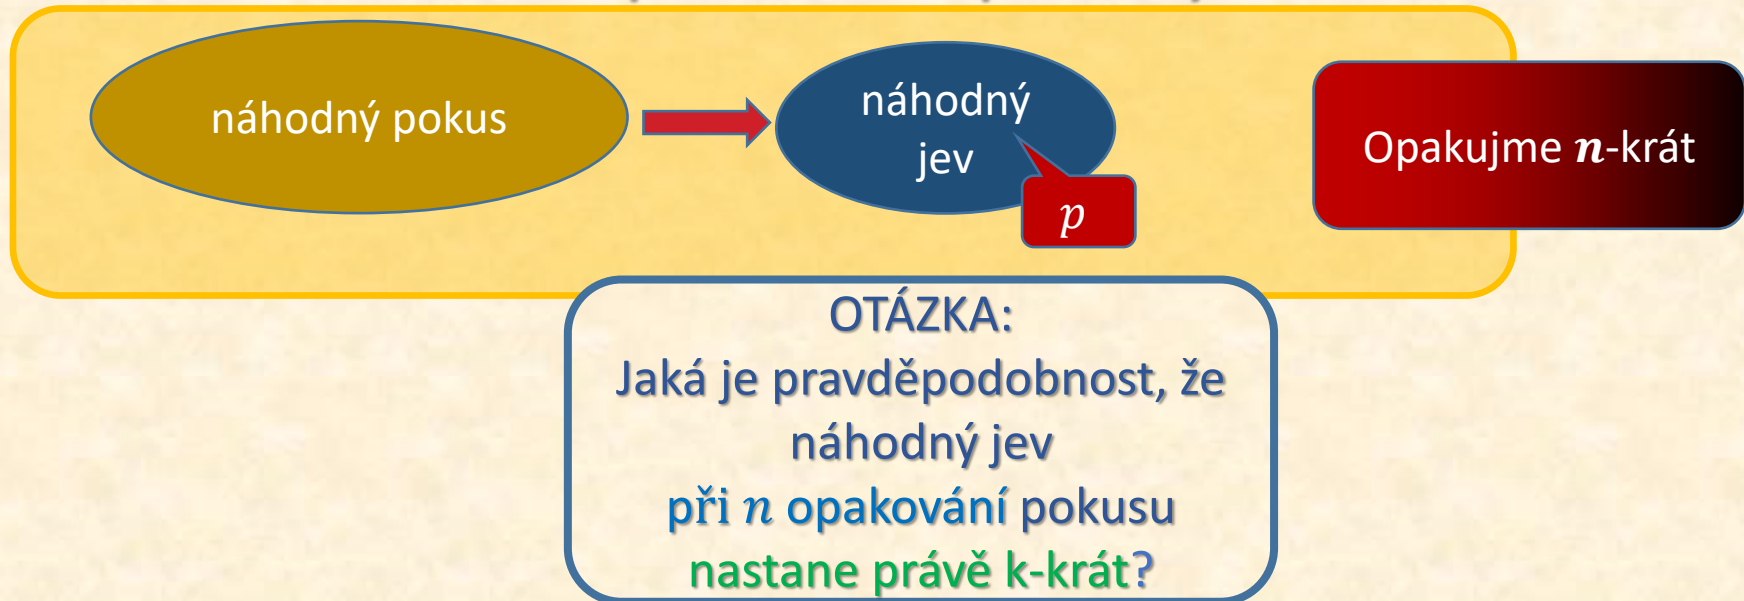 náhodný pokus
náhodný
jev
p
Opakujme n-krát
OTÁZKA:
Jaká je pravděpodobnost, že
náhodný jev
při n opakování pokusu
nastane právě k-krát?